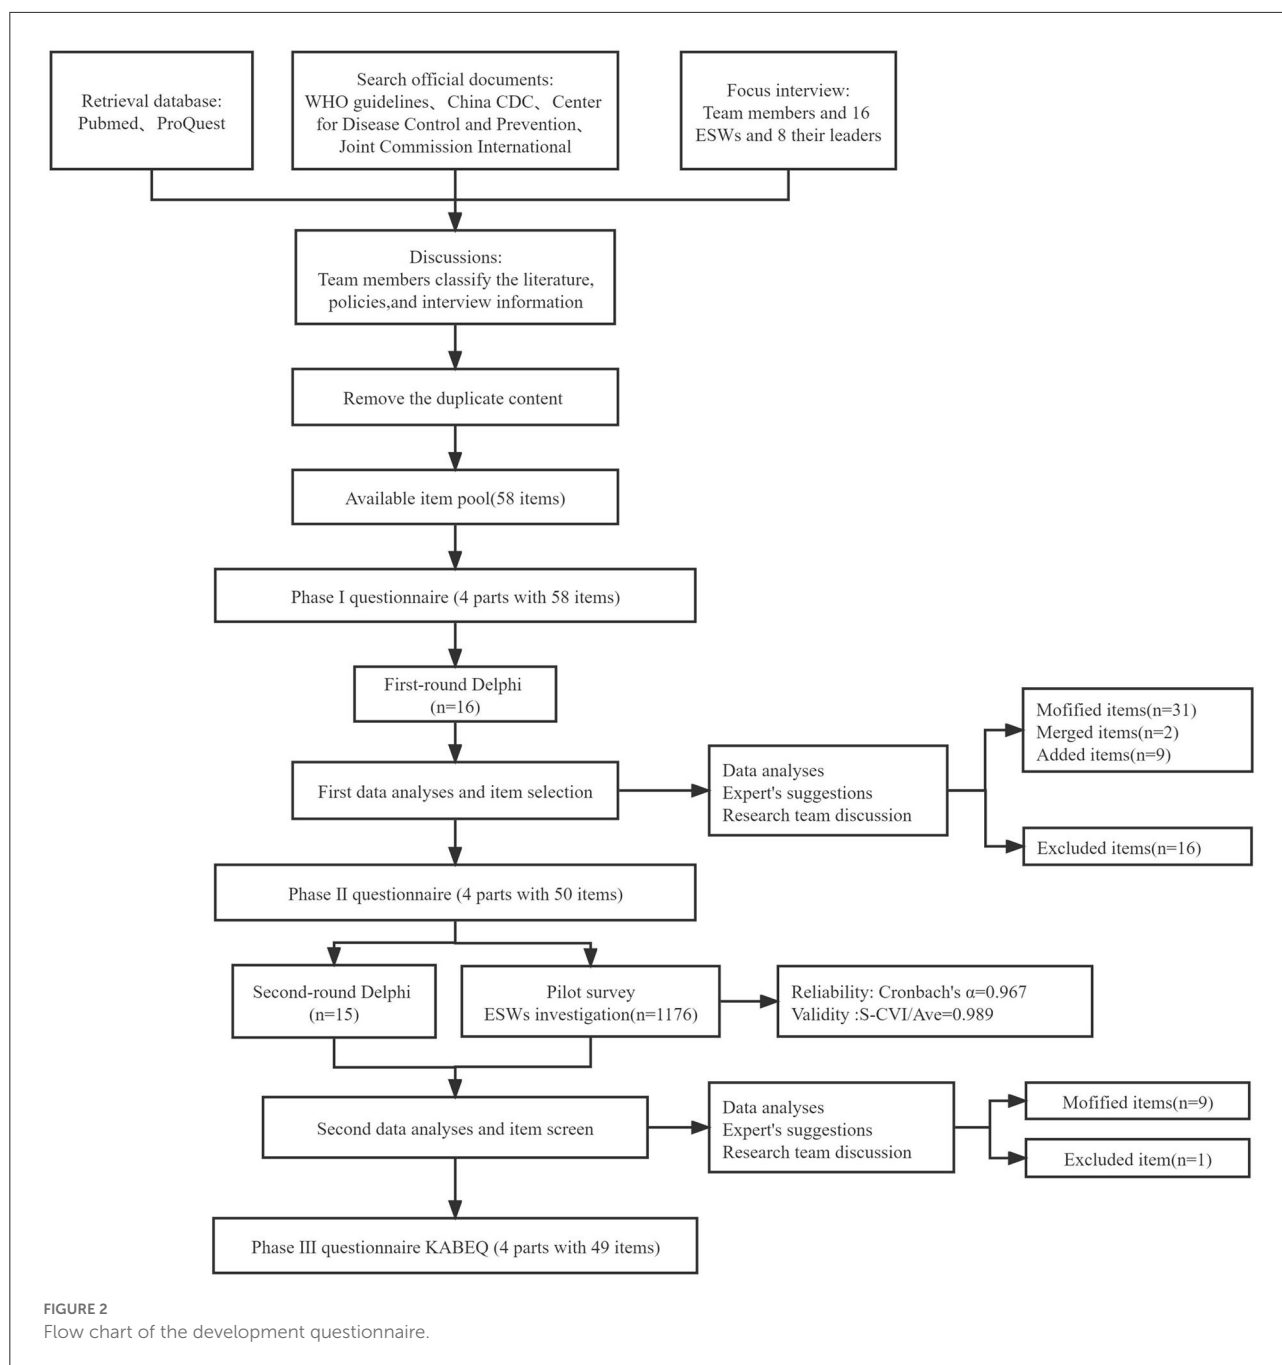 Retrieval database:
Pubmed、ProQuest
Search official documents:
WHO guidelines、China CDC、Center
for Disease Control and Prevention、
Joint Commission International
Focus interview:
Team members and 16
ESWs and 8 their leaders
Discussions:
Team members classify the literature,
policies,and interview information
Remove the duplicate content
Available item pool(58 items)
Phase I questionnaire (4 parts with 58 items)
First-round Delphi
(n=16)
First data analyses and item selection
Data analyses
Expert's suggestions
Research team discussion
Mofified items(n=31)
Merged items(n=2)
Added items(n=9)
Excluded items(n=16)
Phase II questionnaire (4 parts with 50 items)
Second-round Delphi
(n=15)
Pilot survey
ESWs investigation(n=1176)
Reliability: Cronbach's α=0.967
Validity :S-CVI/Ave=0.989
Second data analyses and item screen
Data analyses
Expert's suggestions
Research team discussion
Mofified items(n=9)
Excluded item(n=1)
Phase III questionnaire KABEQ (4 parts with 49 items)
FIGURE 2
Flow chart of the development questionnaire.